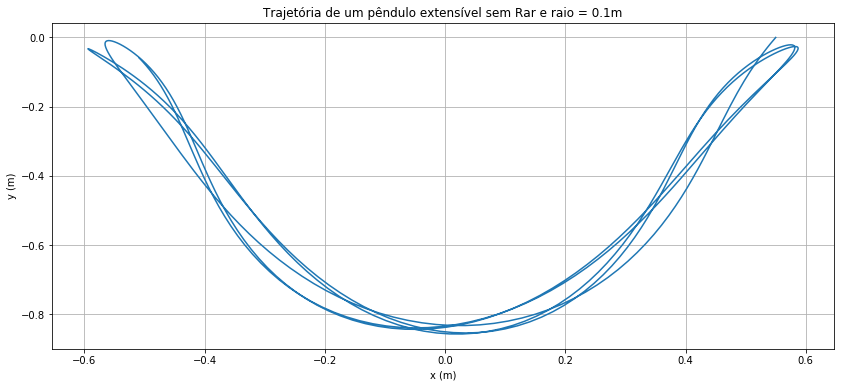 Trajetória de um pêndulo extensível sem Rar e raio = 0.1m
0.0
−0.2
−0.4
−0.6
−0.8
y (m)
−0.6 −0.4 −0.2 0.0 0.2 0.4 0.6
x (m)